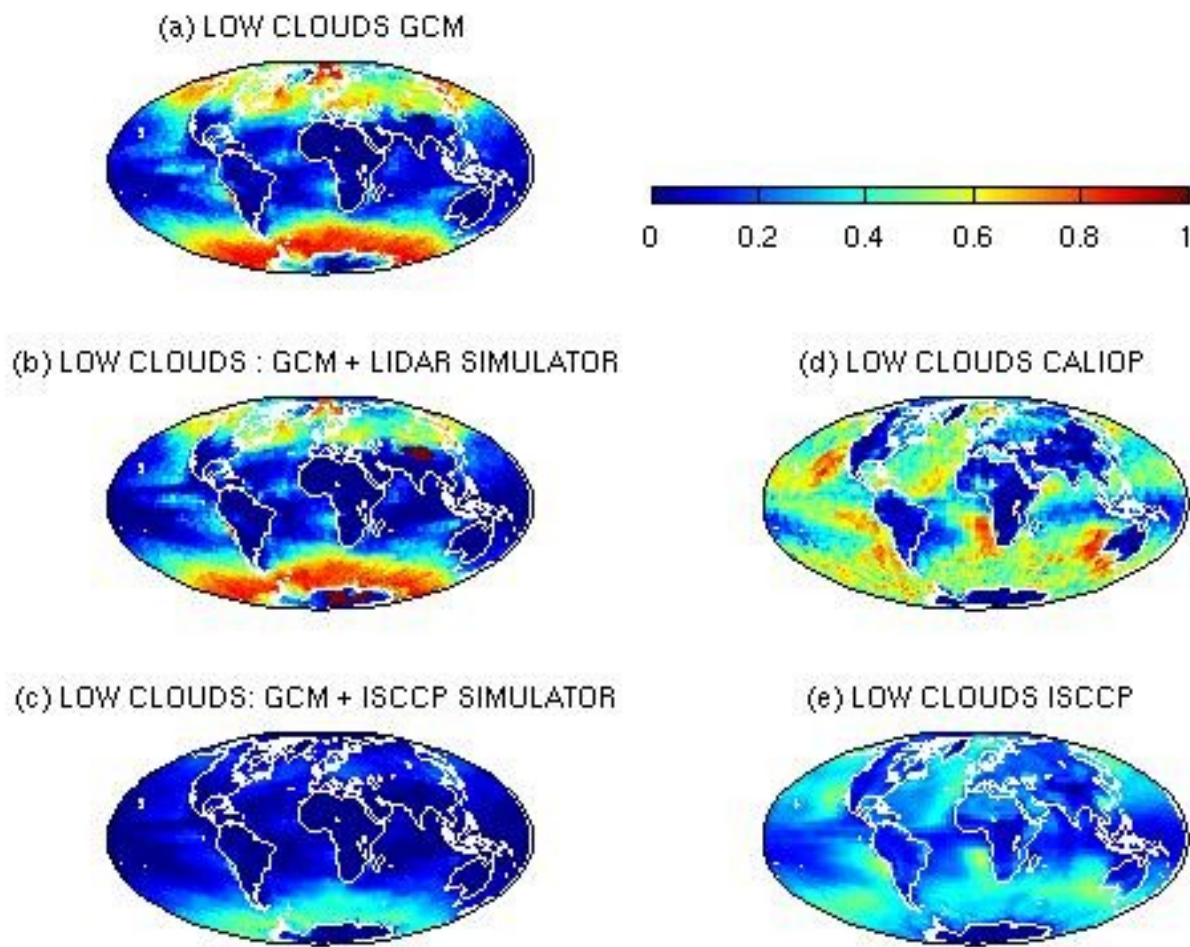 (a) LOW CLOUDS GCM
0 0.2 0.4 0.6 0.8 1
(b) LOW CLOUDS : GCM + LIDAR SIMULATOR
(d) LOW CLOUDS CALIOP
(c) LOW CLOUDS: GCM + ISCCP SIMULATOR
(e) LOW CLOUDS ISCCP